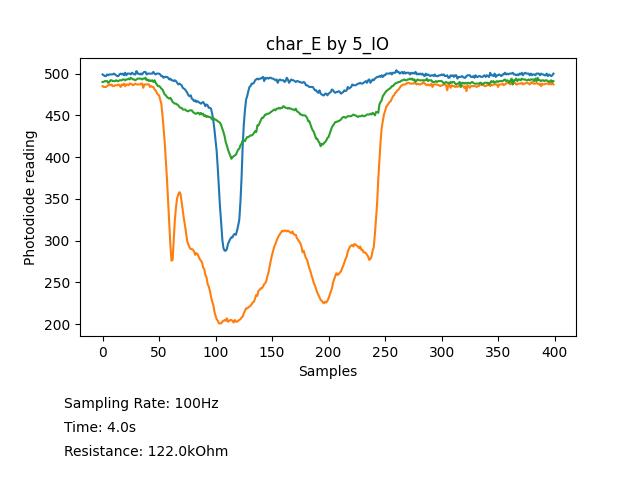 char_E by 5_IO
Photodiode reading
500
450
400
350
300
250
200
0 50 100 150 200 250 300 350 400
Samples
Sampling Rate: 100Hz
Time: 4.0s
Resistance: 122.0kOhm